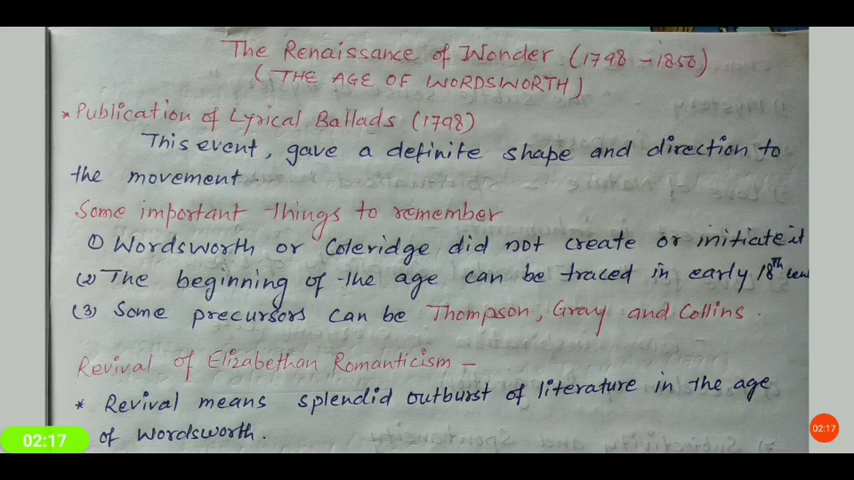 The Renaissance of Wonder (1798 - 1850)
(THE AGE OF WORDSWORTH)
* Publication of Lyrical Ballads (1798)
This event, gave a definite shape and direction to
the movement
Some important things to remember
① Wordsworth or Coleridge did not create or initiate it
(2) The beginning of the age can be traced in early 18th cen
(3) Some precursors can be Thompson, Gray and Collins.
Revival of Elizabethan Romanticism -
* Revival means splendid outburst of literature in the age
of Wordsworth.
02:17
02:17